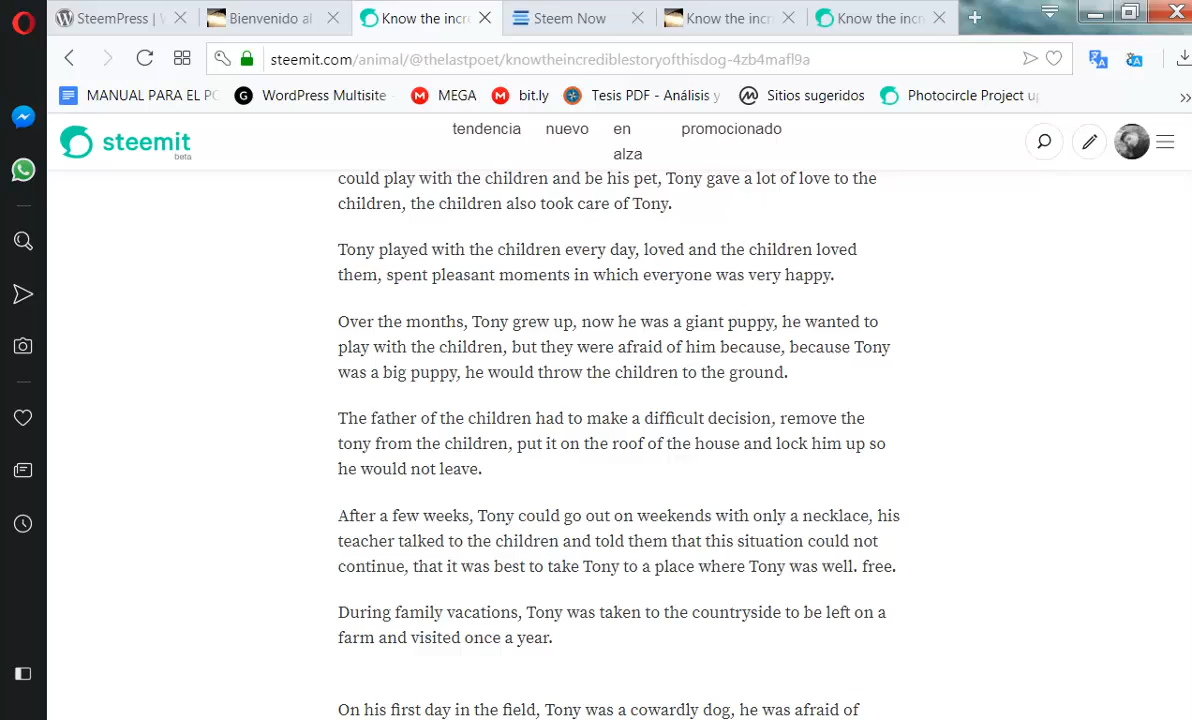 SteemPress | W
Bienvenido al
Know the incre
Steem Now
Know the incr
Know the incre
steemit.com/animal/@thelastpoet/knowtheincrediblestoryofthisdog-4zb4mafl9a
MANUAL PARA EL PC
WordPress Multisite
MEGA
bit.ly
Tesis PDF - Análisis y
Sitios sugeridos
Photocircle Project up
steemit
beta
tendencia
nuevo
en
alza
promocionado
could play with the children and be his pet, Tony gave a lot of love to the
children, the children also took care of Tony.
Tony played with the children every day, loved and the children loved
them, spent pleasant moments in which everyone was very happy.
Over the months, Tony grew up, now he was a giant puppy, he wanted to
play with the children, but they were afraid of him because, because Tony
was a big puppy, he would throw the children to the ground.
The father of the children had to make a difficult decision, remove the
tony from the children, put it on the roof of the house and lock him up so
he would not leave.
After a few weeks, Tony could go out on weekends with only a necklace, his
teacher talked to the children and told them that this situation could not
continue, that it was best to take Tony to a place where Tony was well. free.
During family vacations, Tony was taken to the countryside to be left on a
farm and visited once a year.
On his first day in the field, Tony was a cowardly dog, he was afraid of